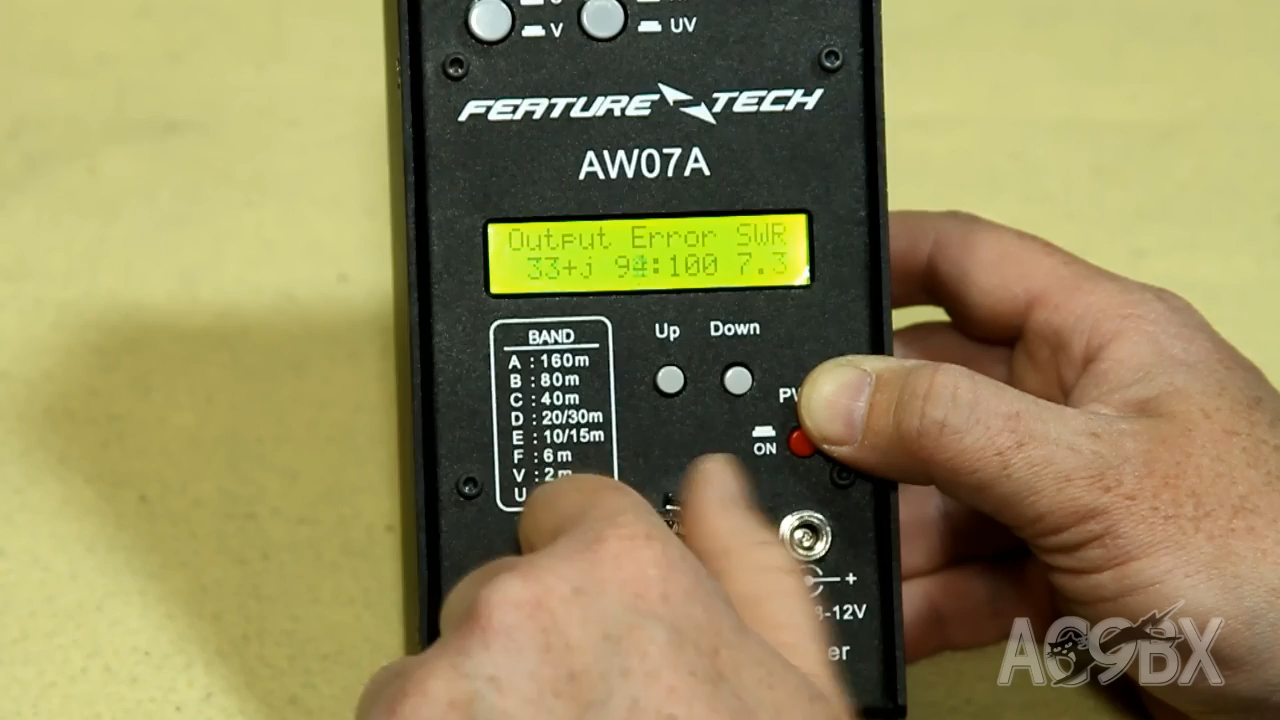 V
UV
FEATURE TECH
AW07A
Output Error SWR
33+j :100 7.3
BAND
A : 160m
B : 80m
C : 40m
D : 20/30m
E : 10/15m
F : 6m
V : 2m
U
Up
Down
ON
+
-12V
AC9BX